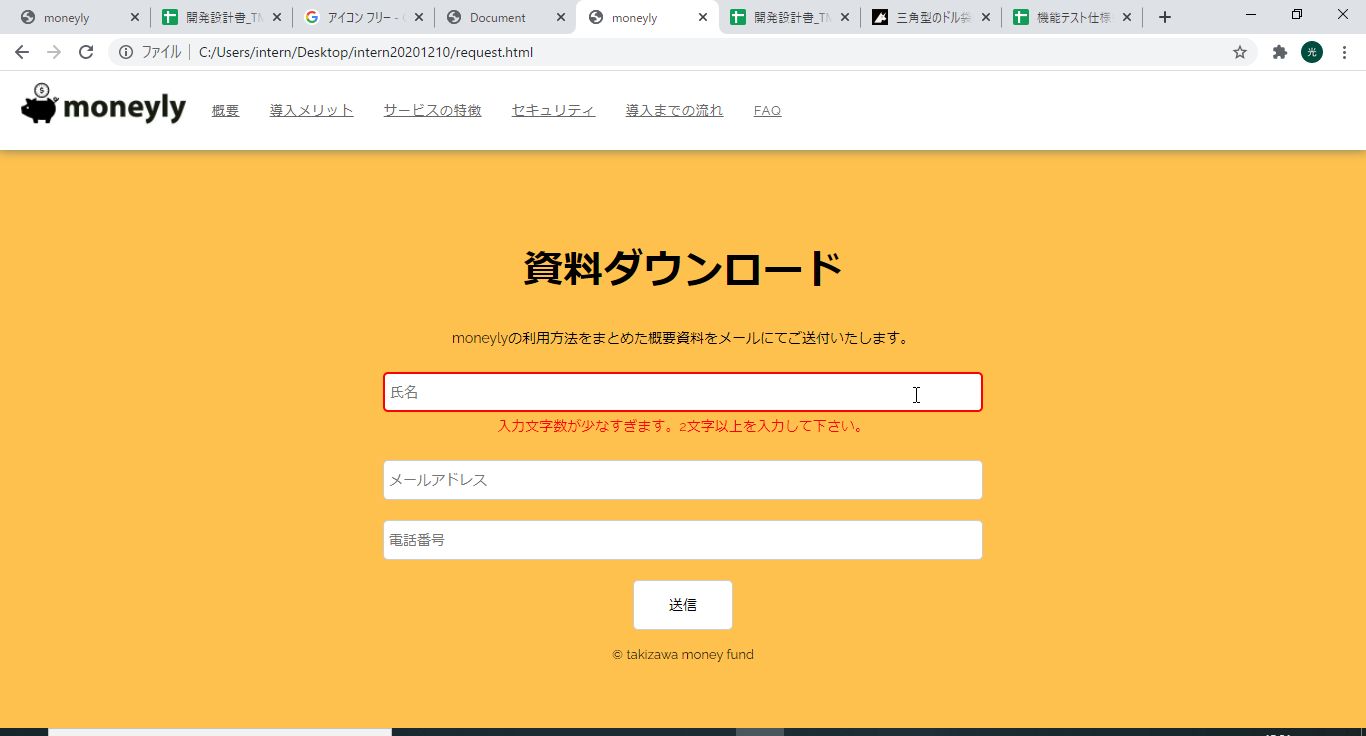 moneyly
開発設計書_TM
アイコン フリー - G
Document
moneyly
開発設計書_TM
三角型のドル袋
機能テスト仕様
ファイル C:/Users/intern/Desktop/intern20201210/request.html
光
moneyly 概要 導入メリット サービスの特徴 セキュリティ 導入までの流れ FAQ
資料ダウンロード
moneylyの利用方法をまとめた概要資料をメールにてご送付いたします。
氏名
入力文字数が少なすぎます。2文字以上を入力して下さい。
メールアドレス
電話番号
送信
© takizawa money fund